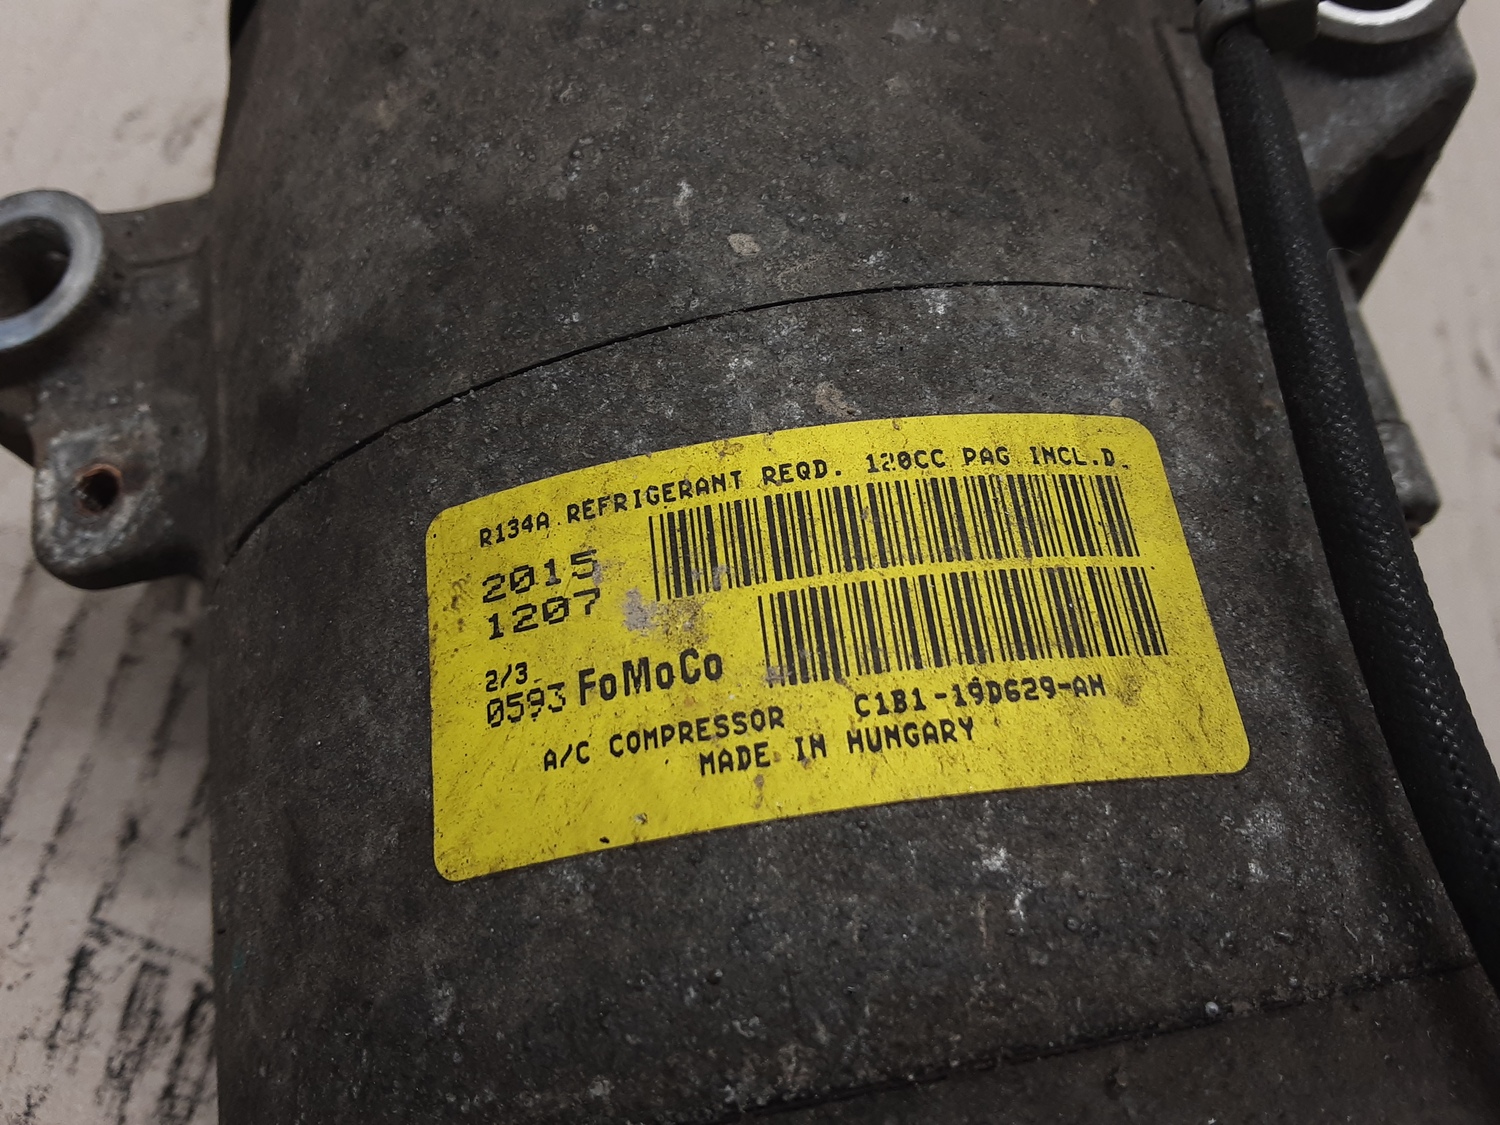 R134A REFRIGERANT REQD. 120CC PAG INCL.D.
2015
1207
2/3
0593 FoMoCo
A/C COMPRESSOR C1B1-19D629-AH
MADE IN HUNGARY